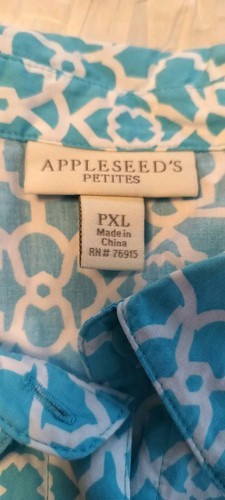 APPLESEED'S
PETITES
PXL
Made in
China
RN# 76915